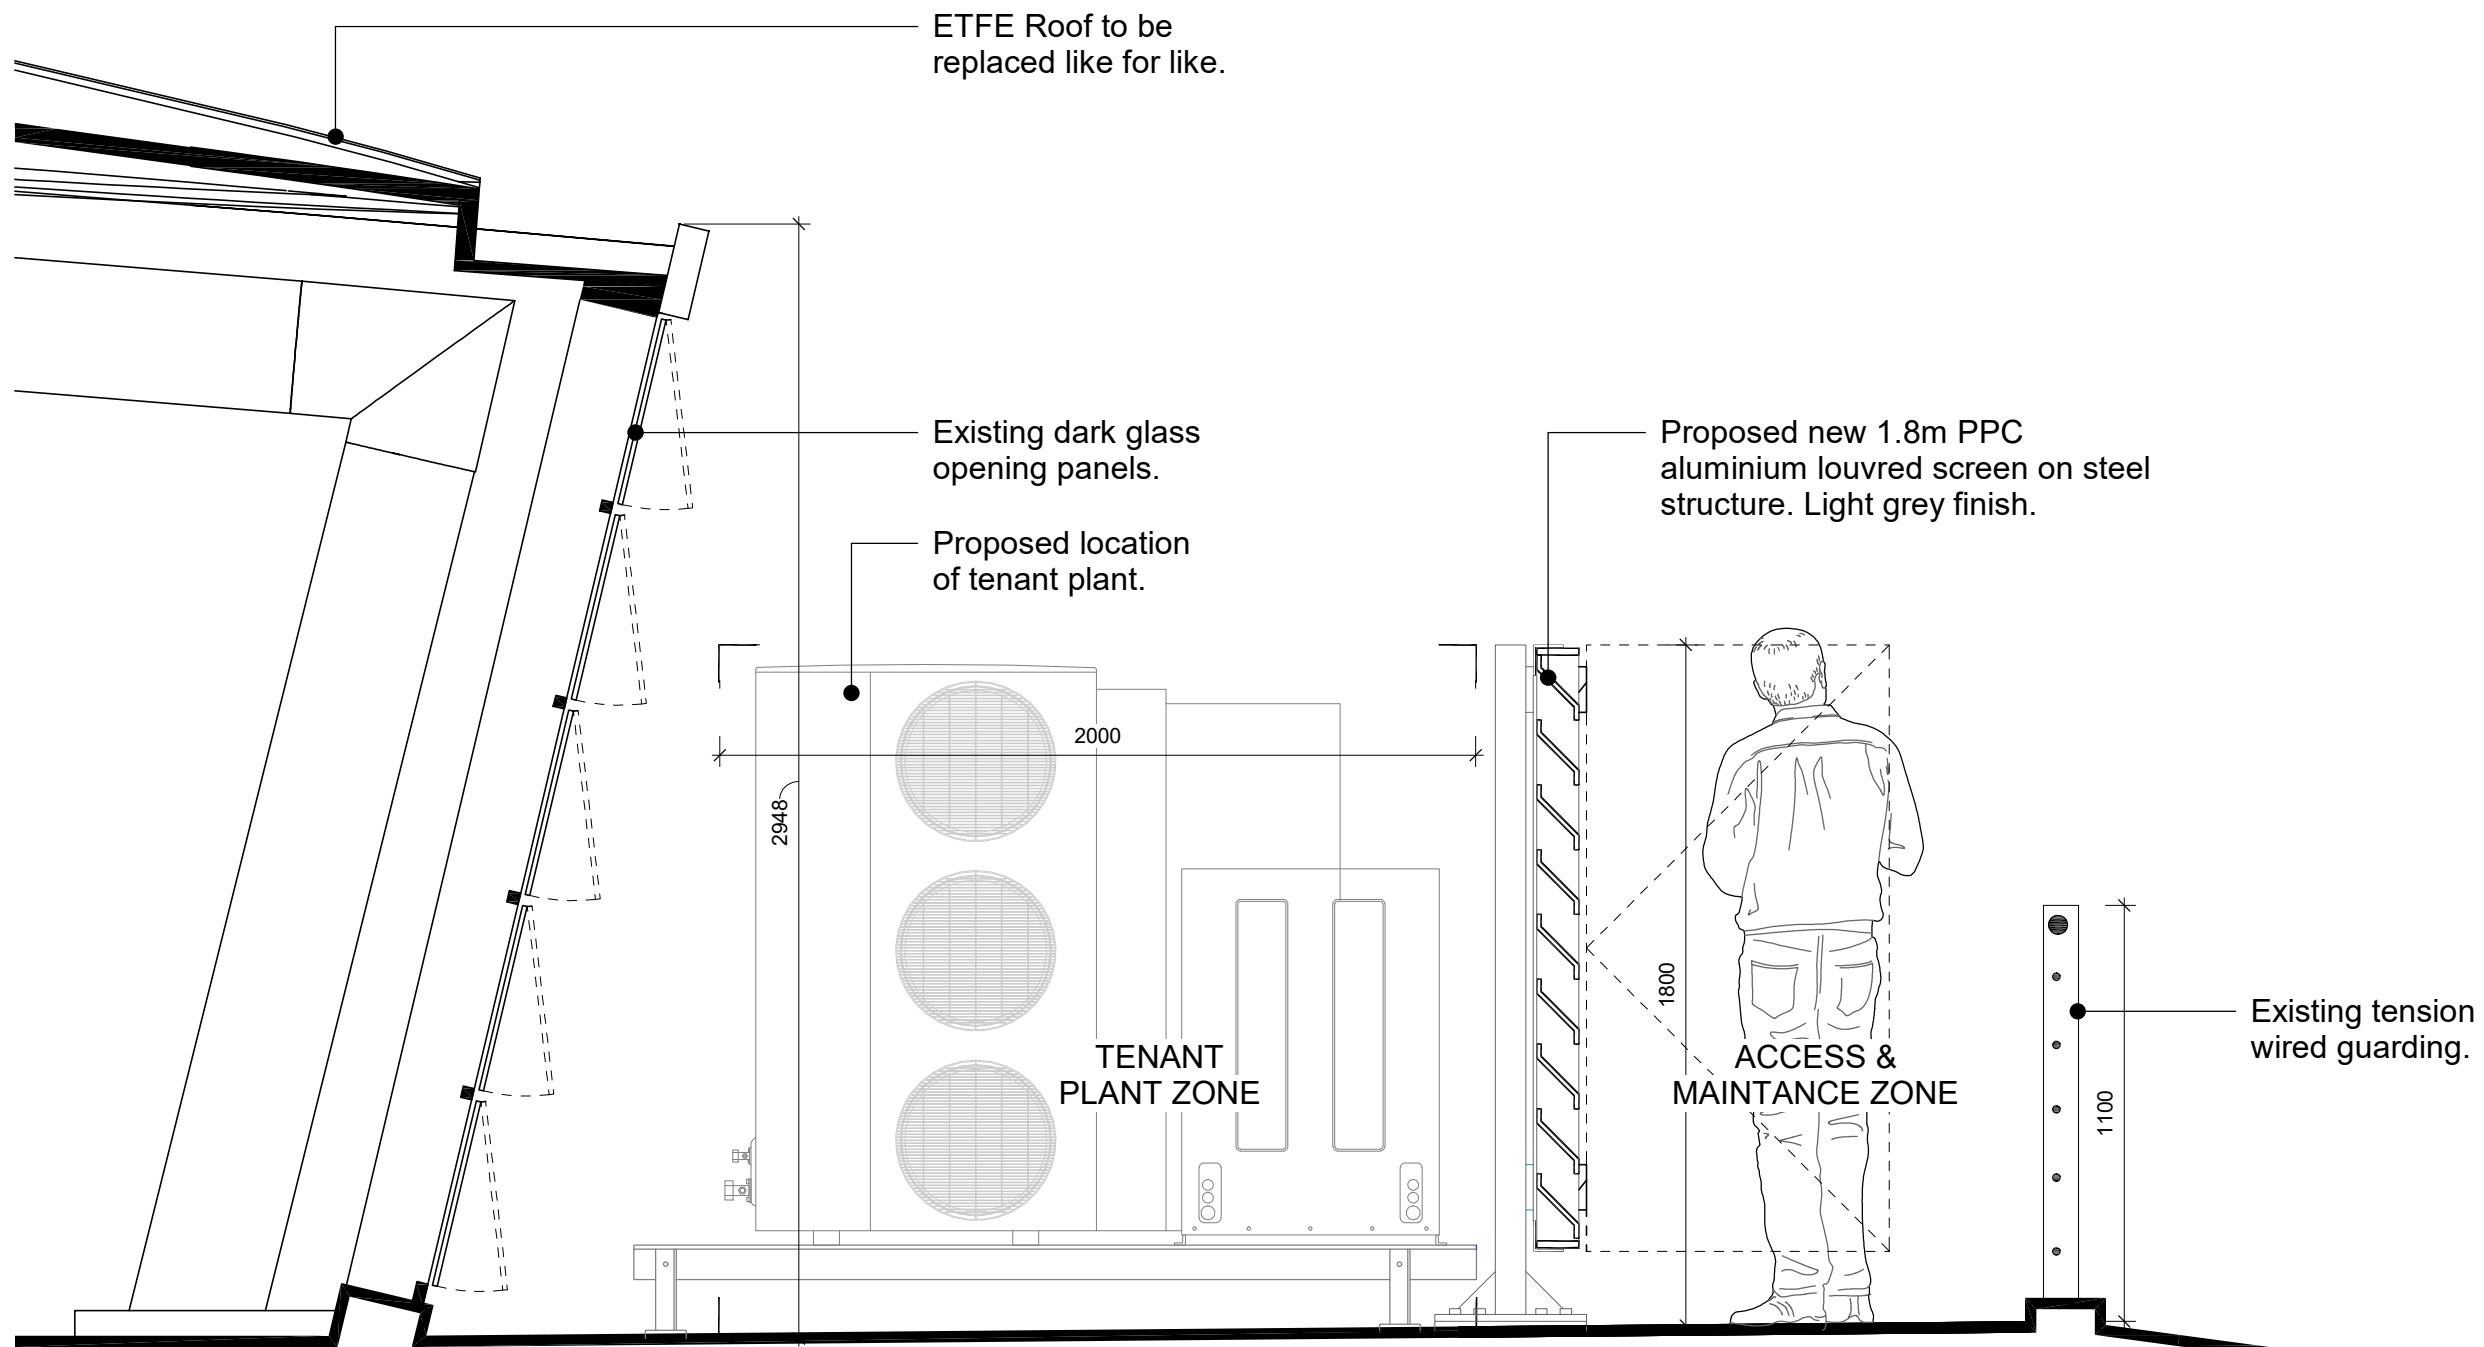 ETFE Roof to be
replaced like for like.
Existing dark glass
opening panels.
Proposed new 1.8m PPC
aluminium louvred screen on steel
structure. Light grey finish.
Proposed location
of tenant plant.
2000
2948
1800
Existing tension
wired guarding.
TENANT
PLANT ZONE
ACCESS &
MAINTANCE ZONE
1100